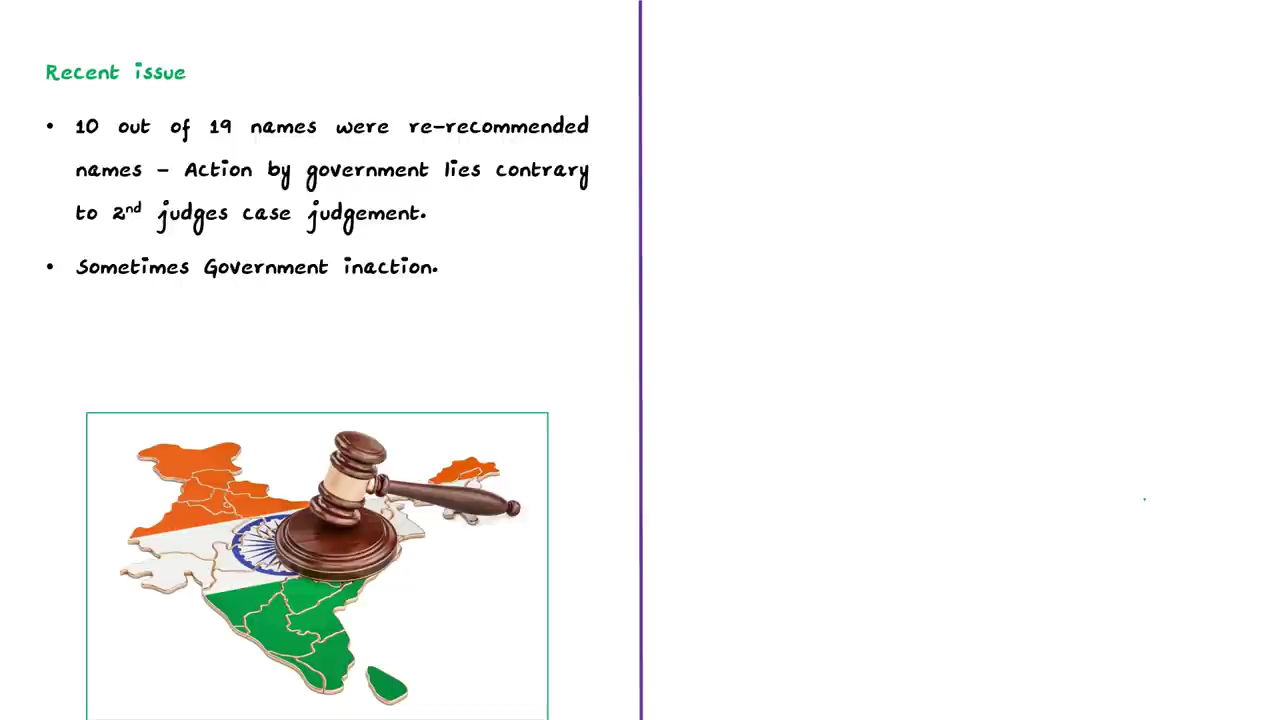 Recent issue
• 10 out of 19 names were re-recommended
names - Action by government lies contrary
to 2nd judges case judgement.
• Sometimes Government inaction.